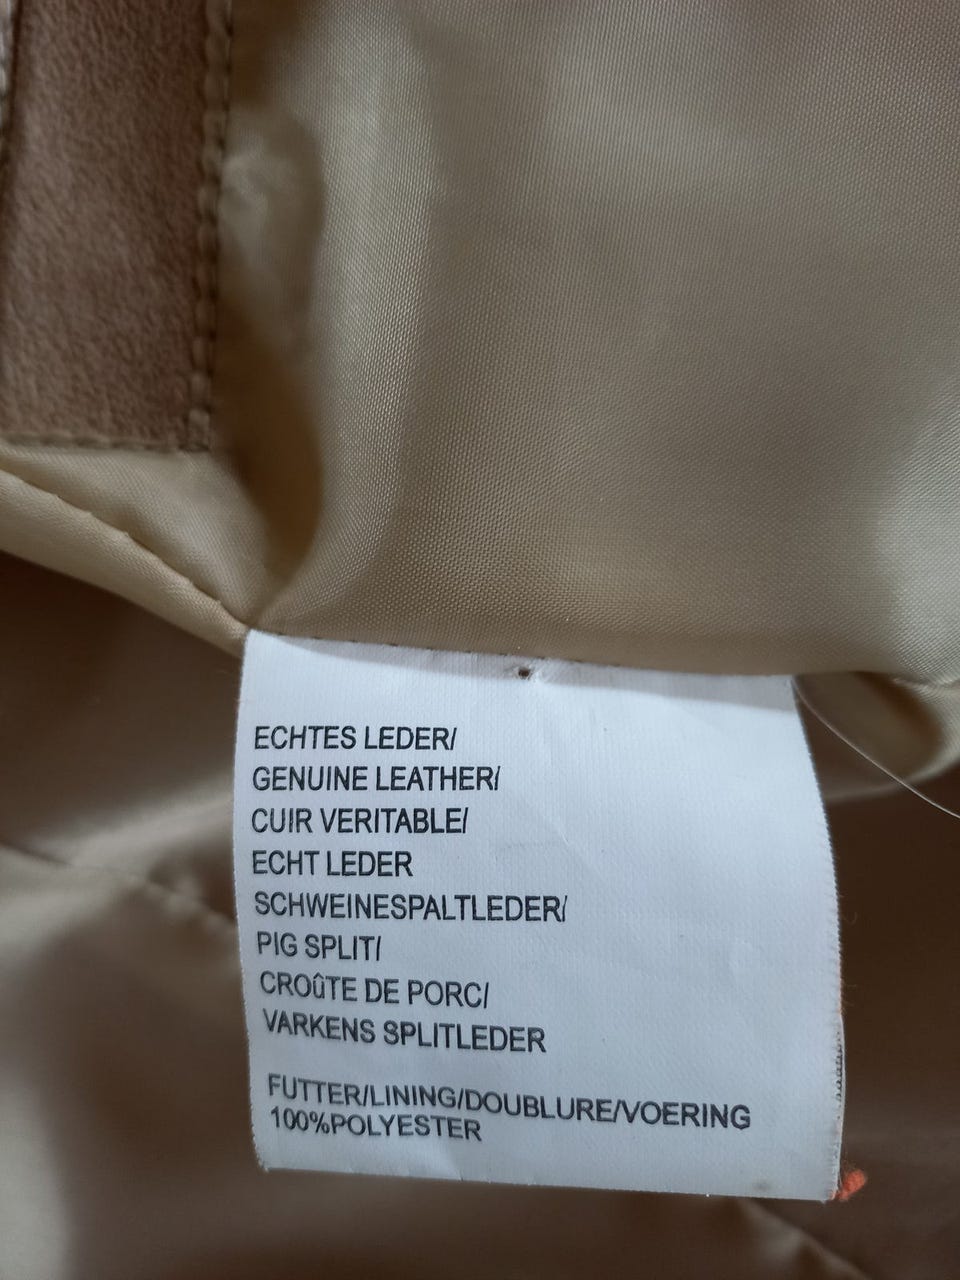 ECHTES LEDER/
GENUINE LEATHER/
CUIR VERITABLE/
ECHT LEDER
SCHWEINESPALTLEDER/
PIG SPLIT/
CROûTE DE PORC/
VARKENS SPLITLEDER
FUTTER/LINING/DOUBLURE/VOERING
100%POLYESTER